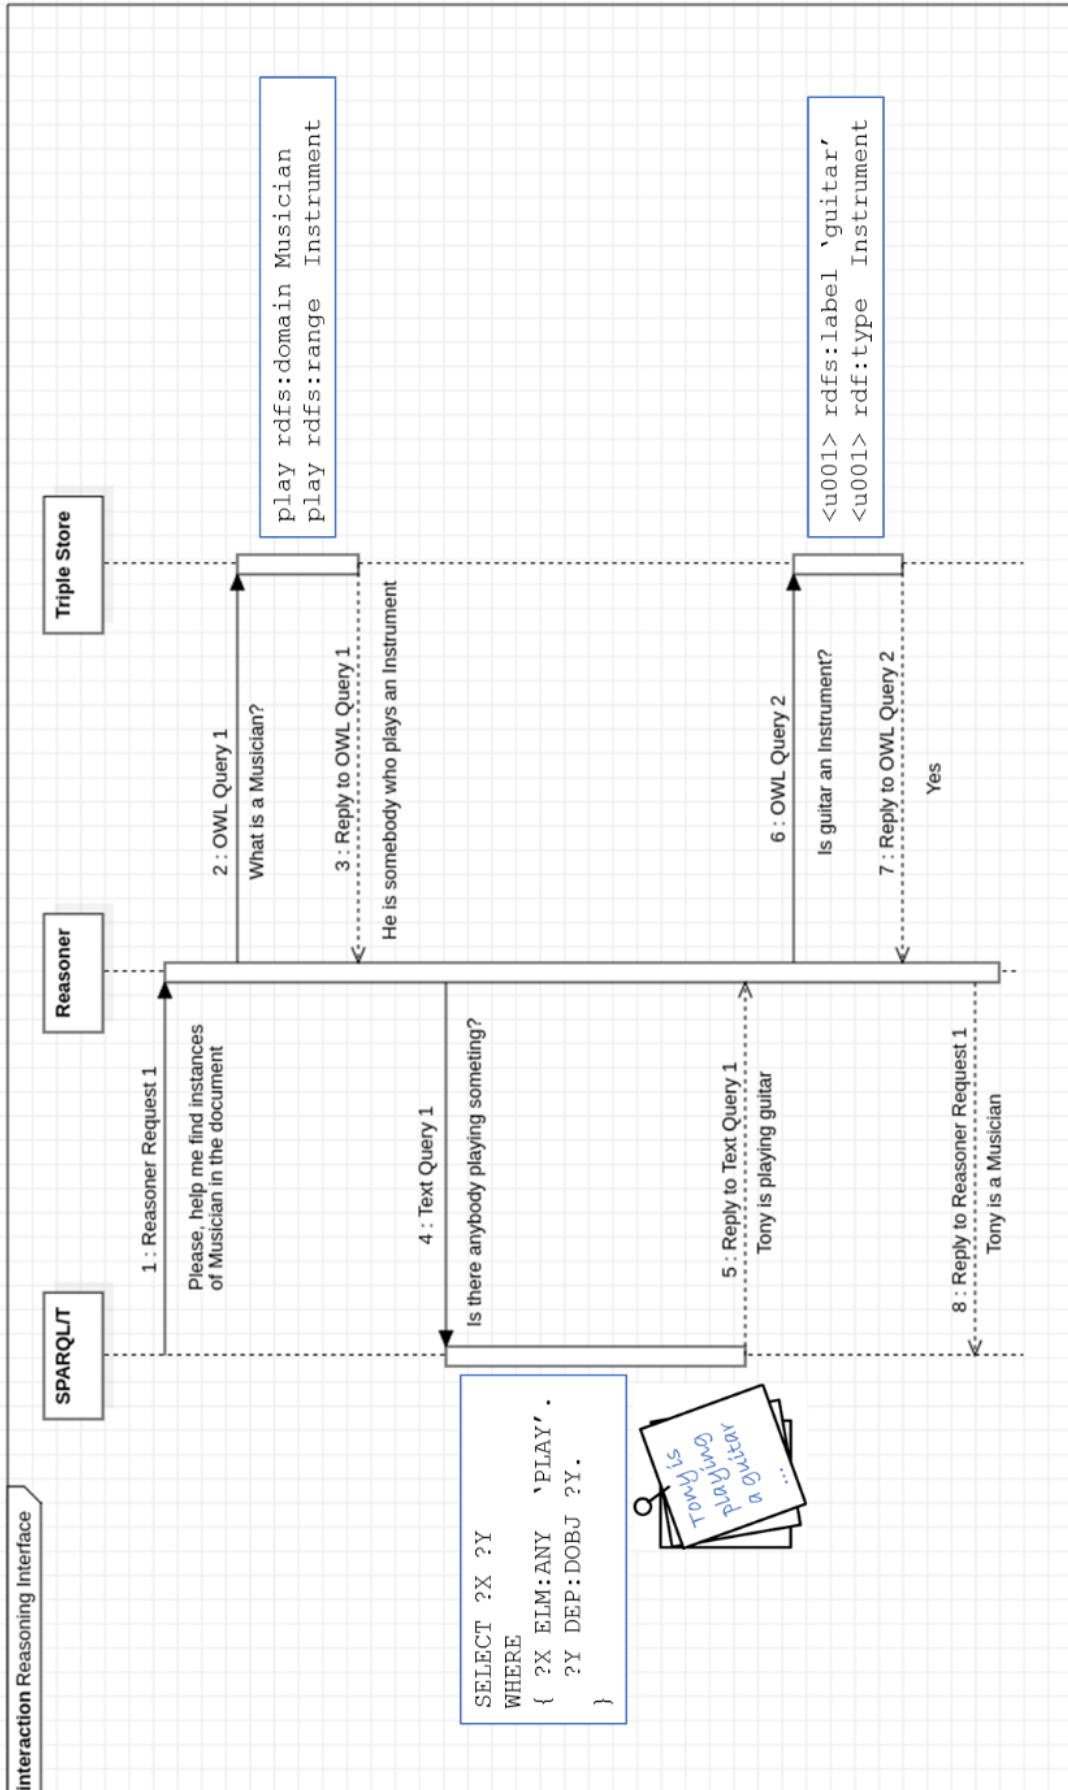 interaction Reasoning Interface
SPARQL/T
Reasoner
Triple Store
1 : Reasoner Request 1
Please, help me find instances
of Musician in the document
2 : OWL Query 1
What is a Musician?
play rdfs:domain Musician
play rdfs:range Instrument
3 : Reply to OWL Query 1
He is somebody who plays an Instrument
4 : Text Query 1
Is there anybody playing someting?
SELECT ?X ?Y
WHERE
{ ?X ELM:ANY ‘PLAY’.
?Y DEP:DOBJ ?Y.
}
Tony is
playing
a guitar
...
5 : Reply to Text Query 1
Tony is playing guitar
6 : OWL Query 2
Is guitar an Instrument?
<u001> rdfs:label ‘guitar’
<u001> rdf:type Instrument
7 : Reply to OWL Query 2
Yes
8 : Reply to Reasoner Request 1
Tony is a Musician